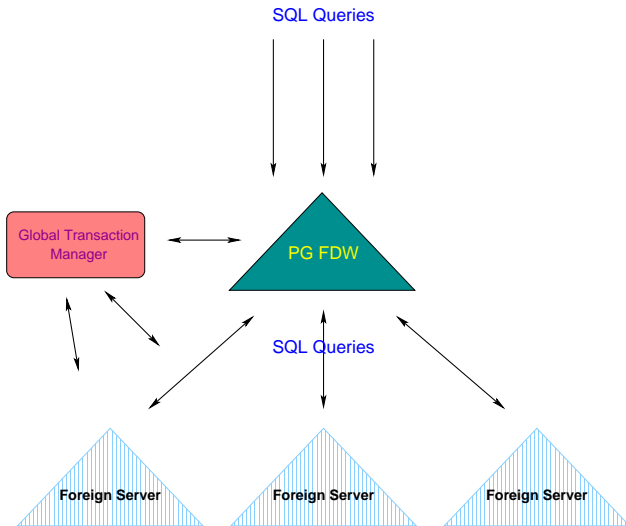 SQL Queries
Global Transaction
Manager
PG FDW
SQL Queries
Foreign Server
Foreign Server
Foreign Server